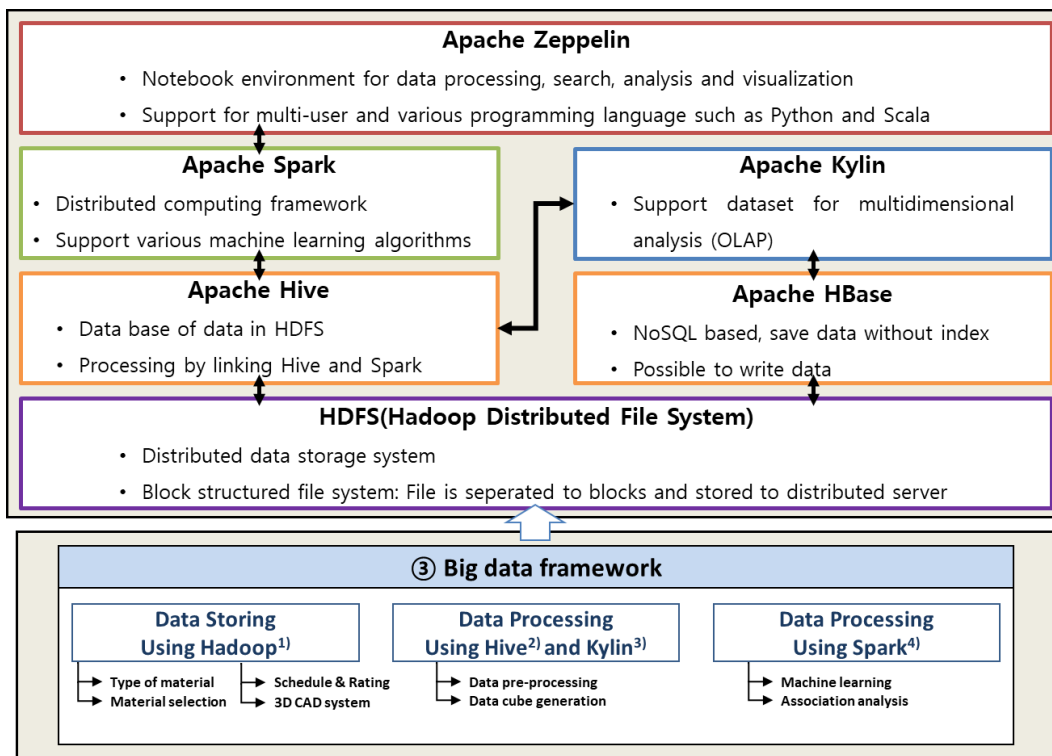 Apache Zeppelin
• Notebook environment for data processing, search, analysis and visualization
• Support for multi-user and various programming language such as Python and Scala
Apache Spark
• Distributed computing framework
• Support various machine learning algorithms
Apache Kylin
• Support dataset for multidimensional
analysis (OLAP)
Apache Hive
• Data base of data in HDFS
• Processing by linking Hive and Spark
Apache HBase
• NoSQL based, save data without index
• Possible to write data
HDFS(Hadoop Distributed File System)
• Distributed data storage system
• Block structured file system: File is seperated to blocks and stored to distributed server
③ Big data framework
Data Storing
Using Hadoop1)
Type of material
Material selection
Schedule & Rating
3D CAD system
Data Processing
Using Hive2) and Kylin3)
Data pre-processing
Data cube generation
Data Processing
Using Spark4)
Machine learning
Association analysis